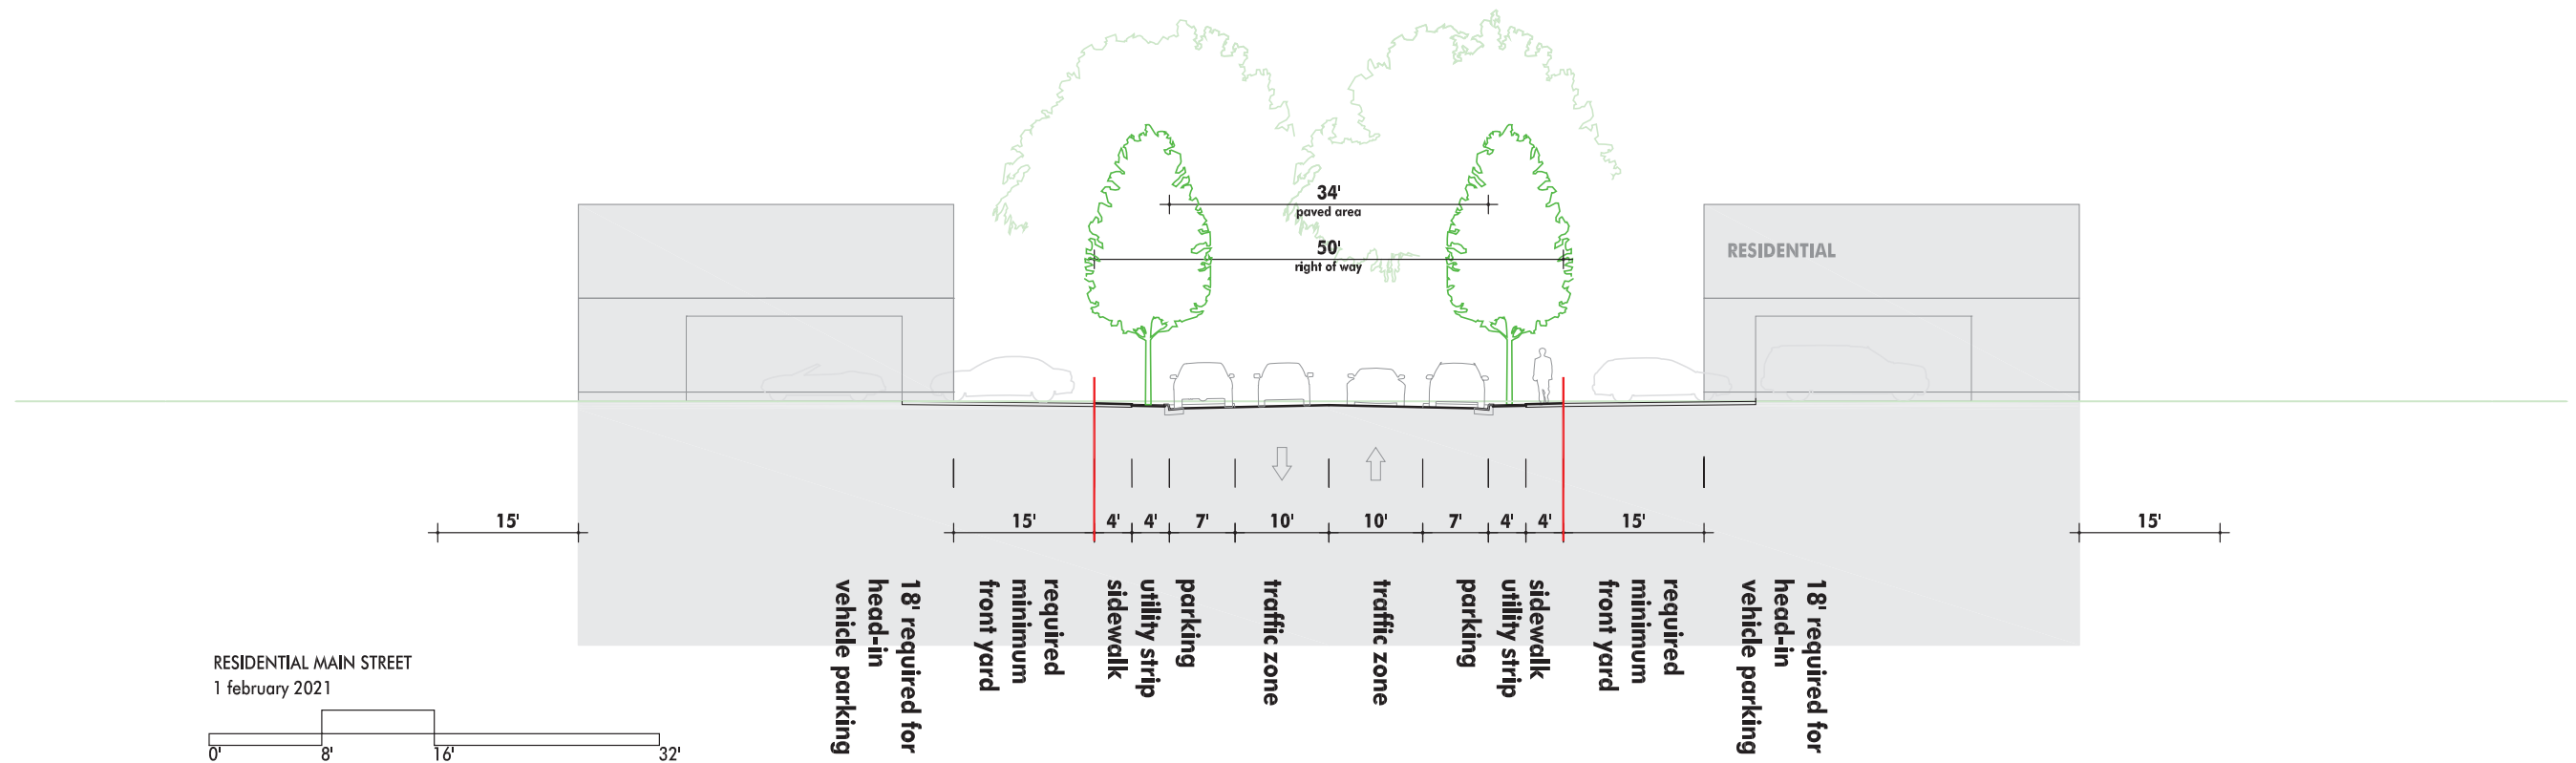 34'
paved area
50'
right of way
RESIDENTIAL
15'
15'
4'
4'
7'
10'
10'
7'
4'
4'
15'
15'
18' required for
head-in
vehicle parking
required
minimum
front yard
sidewalk
utility strip
parking
traffic zone
traffic zone
parking
utility strip
sidewalk
required
minimum
front yard
18' required for
head-in
vehicle parking
RESIDENTIAL MAIN STREET
1 february 2021
0'
8'
16'
32'